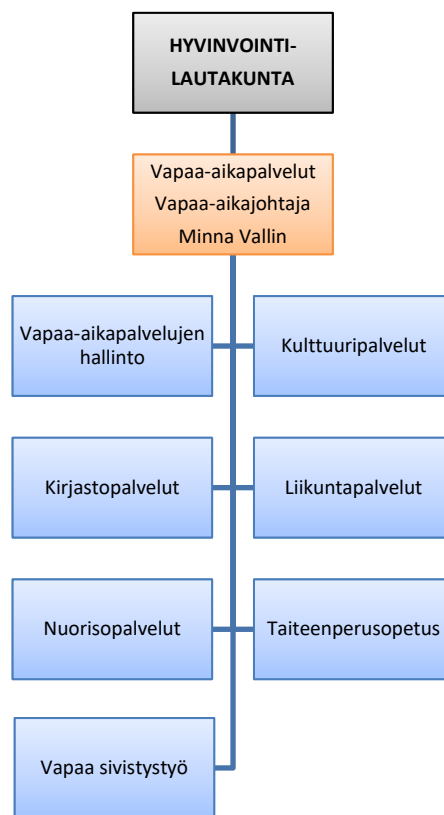 HYVINVOINTI-
LAUTAKUNTA
Vapaa-aikapalvelut
Vapaa-aikajohtaja
Minna Vallin
Vapaa-aikapalvelujen
hallinto
Kulttuuripalvelut
Kirjastopalvelut
Liikuntapalvelut
Nuorisopalvelut
Taiteenperusopetus
Vapaa sivistystyö